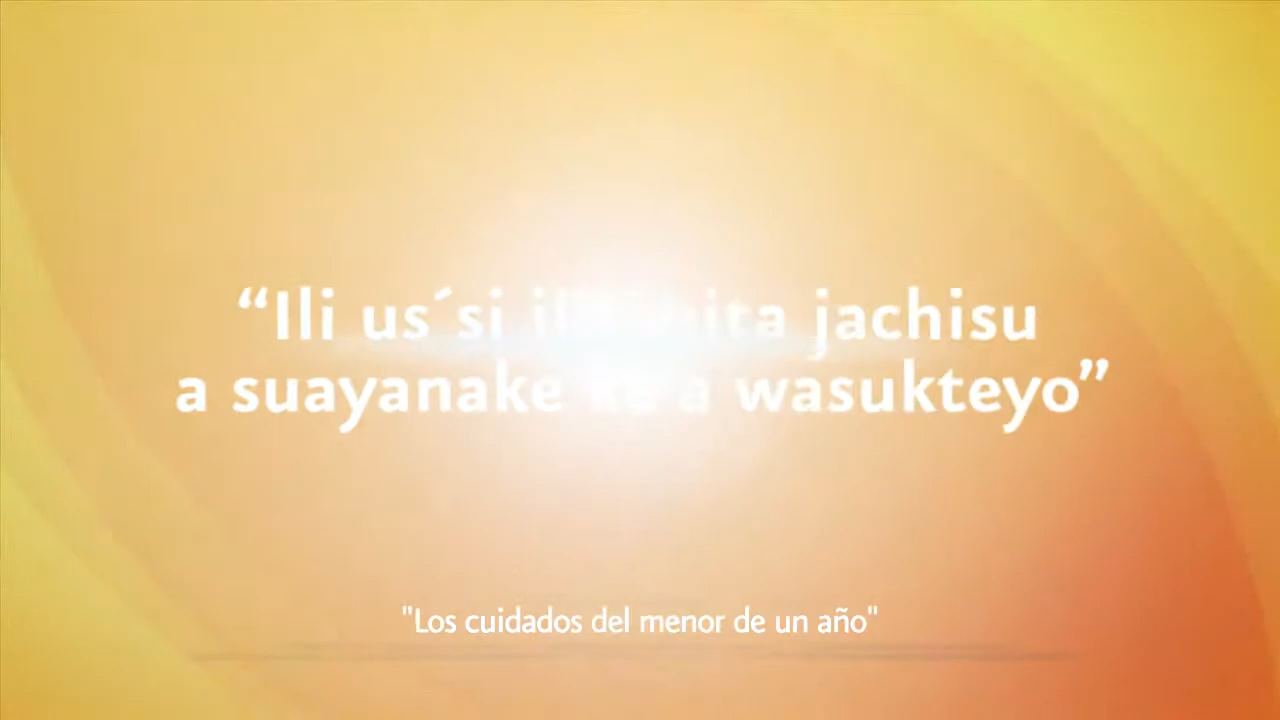 “Ili us´si jachisu
a suayanake wasukteyo”
"Los cuidados del menor de un año"